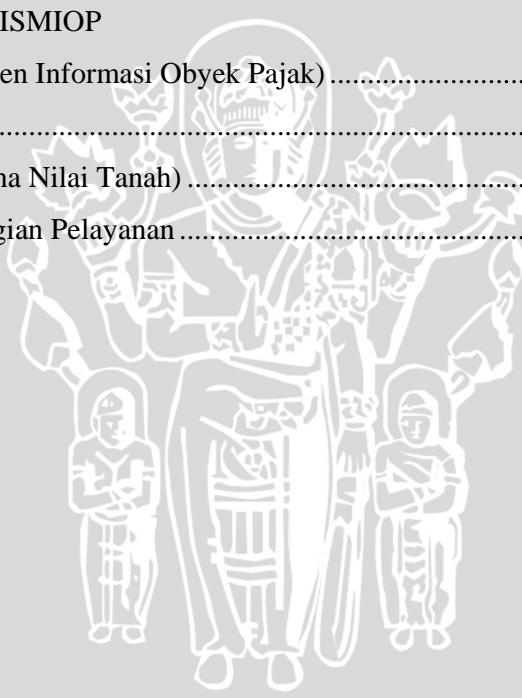 ISMIOP
en Informasi Obyek Pajak) ........................
........................................................................
na Nilai Tanah) ..........................................
gian Pelayanan ...........................................